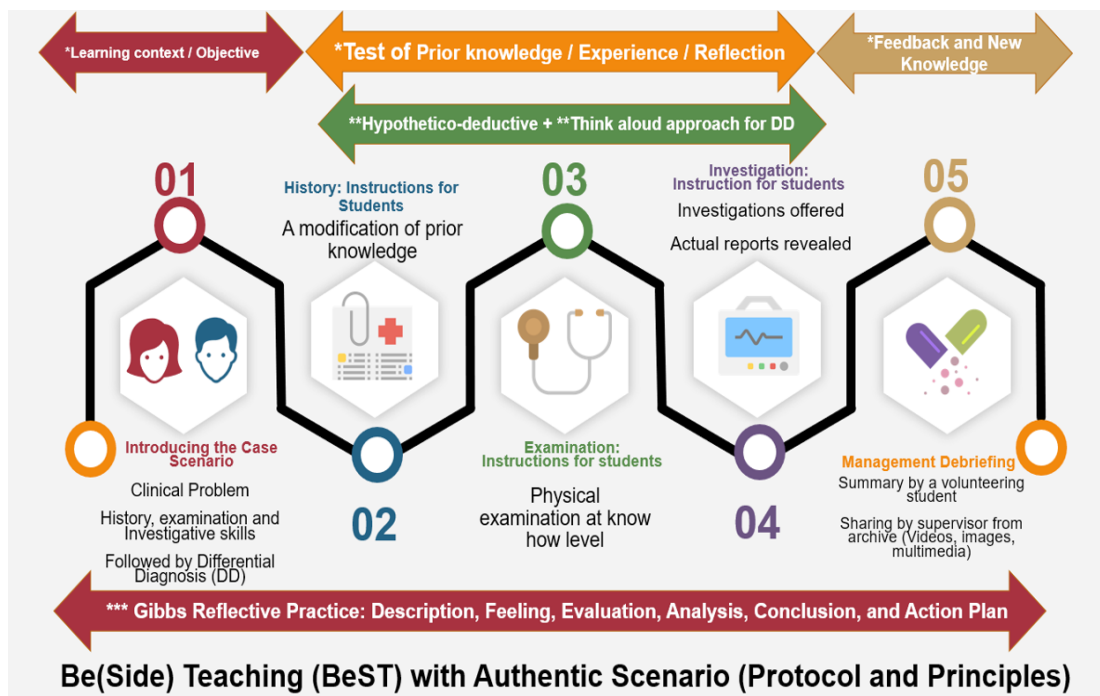 *Learning context / Objective
*Test of Prior knowledge / Experience / Reflection
*Feedback and New
Knowledge
**Hypothetico-deductive + **Think aloud approach for DD
01
History: Instructions for
Students
A modification of prior
knowledge
03
Investigation:
Instruction for students
Investigations offered
Actual reports revealed
05
Introducing the Case
Scenario
Clinical Problem
History, examination and
Investigative skills
Followed by Differential
Diagnosis (DD)
02
Examination:
Instructions for students
Physical
examination at know
how level
04
Management Debriefing
Summary by a volunteering
student
Sharing by supervisor from
archive (Videos, images,
multimedia)
*** Gibbs Reflective Practice: Description, Feeling, Evaluation, Analysis, Conclusion, and Action Plan
Be(Side) Teaching (BeST) with Authentic Scenario (Protocol and Principles)